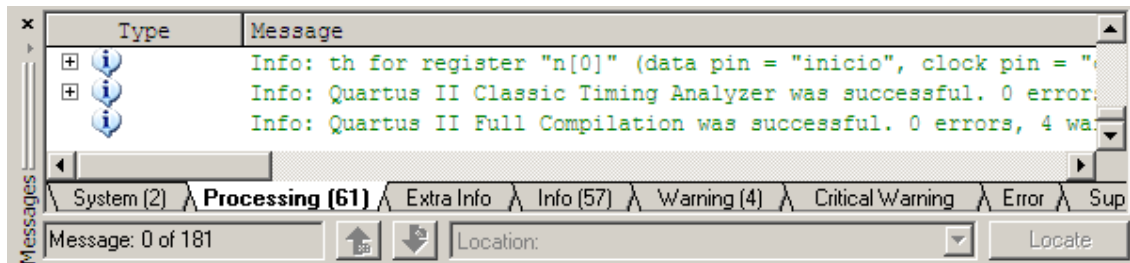 Type Message
Info: th for register "n[0]" (data pin = "inicio", clock pin = "
Info: Quartus II Classic Timing Analyzer was successful. 0 error
Info: Quartus II Full Compilation was successful. 0 errors, 4 wa
System (2) Processing (61) Extra Info Info (57) Warning (4) Critical Warning Error Sup
Messages
Message: 0 of 181 Location: Locate